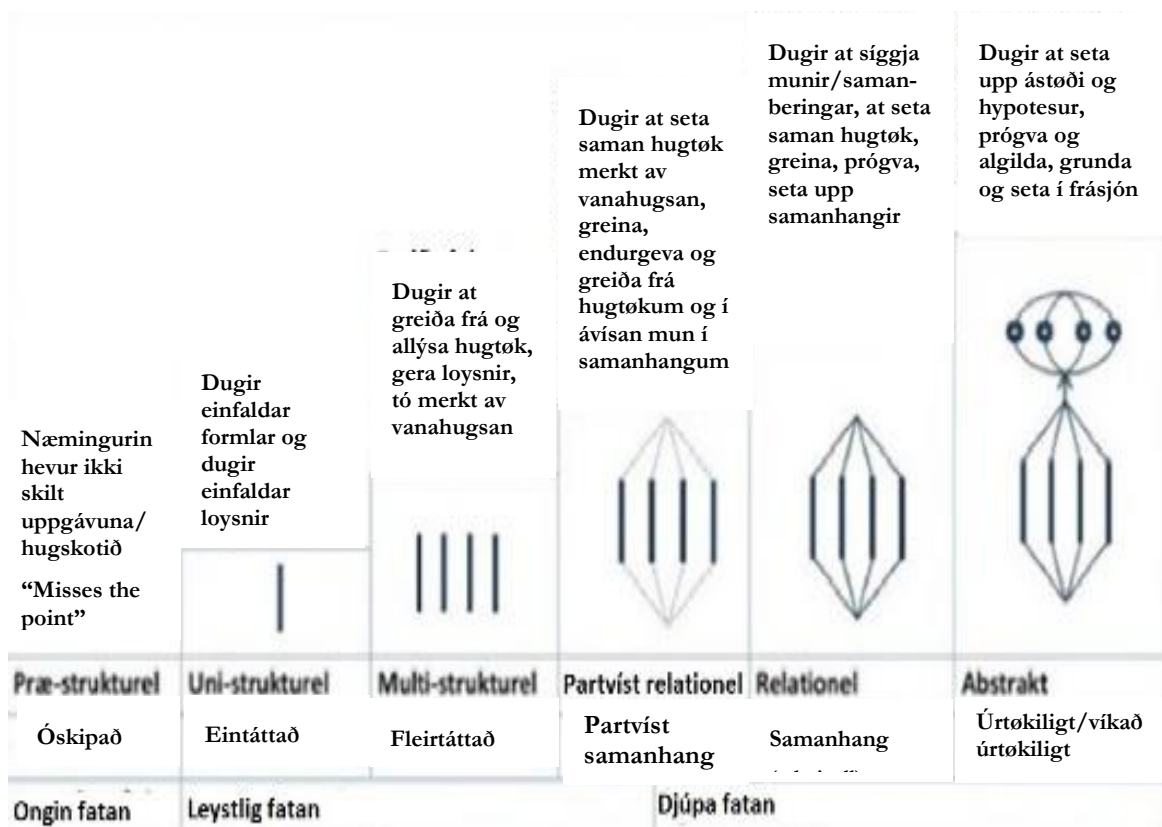 Næmingurin
hevur ikki
skilt
uppgávuna/
hugskotið
“Misses the
point”
Dugir
einfaldar
formlar og
dugir
einfaldar
loysnir
Dugir at
greiða frá og
allýsa hugtøk,
gera loysnir,
tó merkt av
vanahugsan
Dugir at seta
saman hugtøk
merkt av
vanahugsan,
greina,
endurgeva og
greiða frá
hugtøkum og í
ávísan mun í
samanhangum
Dugir at síggja
munir/saman-
beringar, at seta
saman hugtøk,
greina, prógva,
seta upp
samanhangir
Dugir at seta
upp ástøði og
hypotesur,
prógva og
algilda, grunda
og seta í frásjón
Præ-strukturel
Uni-strukturel
Multi-strukturel
Partvíst relationel
Relationel
Abstrakt
Óskipað
Eintáttað
Fleirtáttað
Partvíst
samanhang
Samanhang
Úrtøkiligt/víkað
úrtøkiligt
Ongin fatan
Leystlig fatan
Djúpa fatan